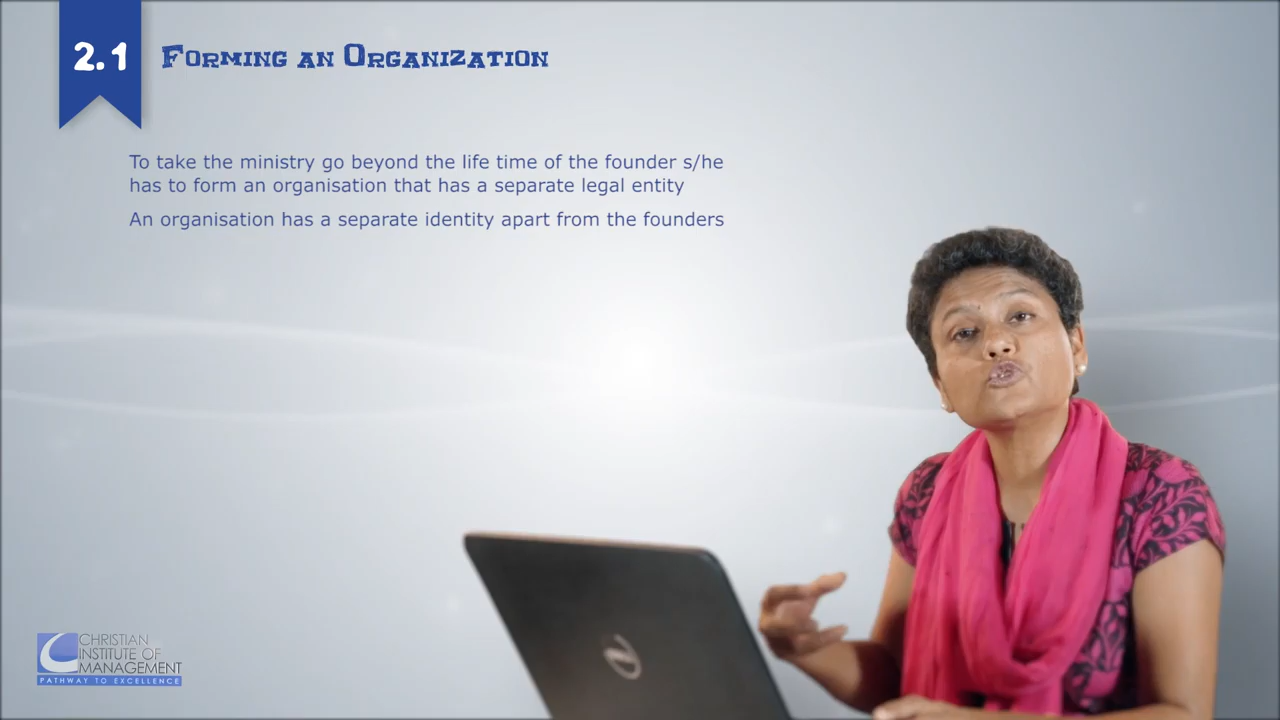 2.1
Forming an Organization
To take the ministry go beyond the life time of the founder s/he
has to form an organisation that has a separate legal entity
An organisation has a separate identity apart from the founders
CHRISTIAN
INSTITUTE OF
MANAGEMENT
PATHWAY TO EXCELLENCE